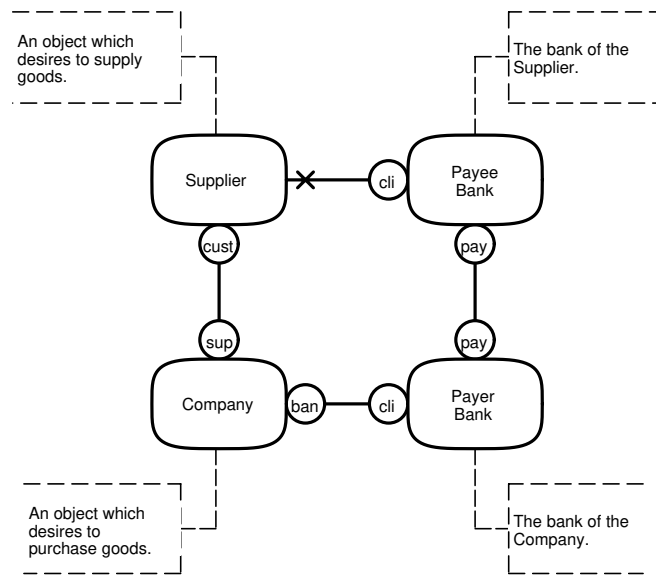 An object which
desires to supply
goods.
The bank of the
Supplier.
Supplier
cli
Payee
Bank
cust
pay
sup
pay
Company
ban
cli
Payer
Bank
An object which
desires to
purchase goods.
The bank of the
Company.